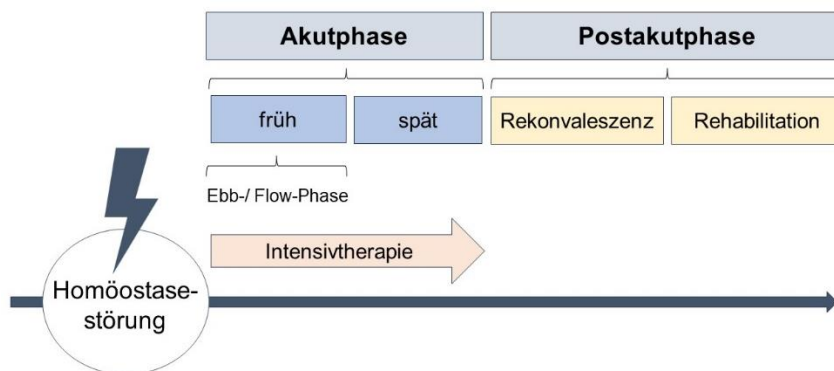 Akutphase
Postakutphase
früh
spät
Rekonvaleszenz
Rehabilitation
Ebb-/ Flow-Phase
Intensivtherapie
Homöostase-
störung